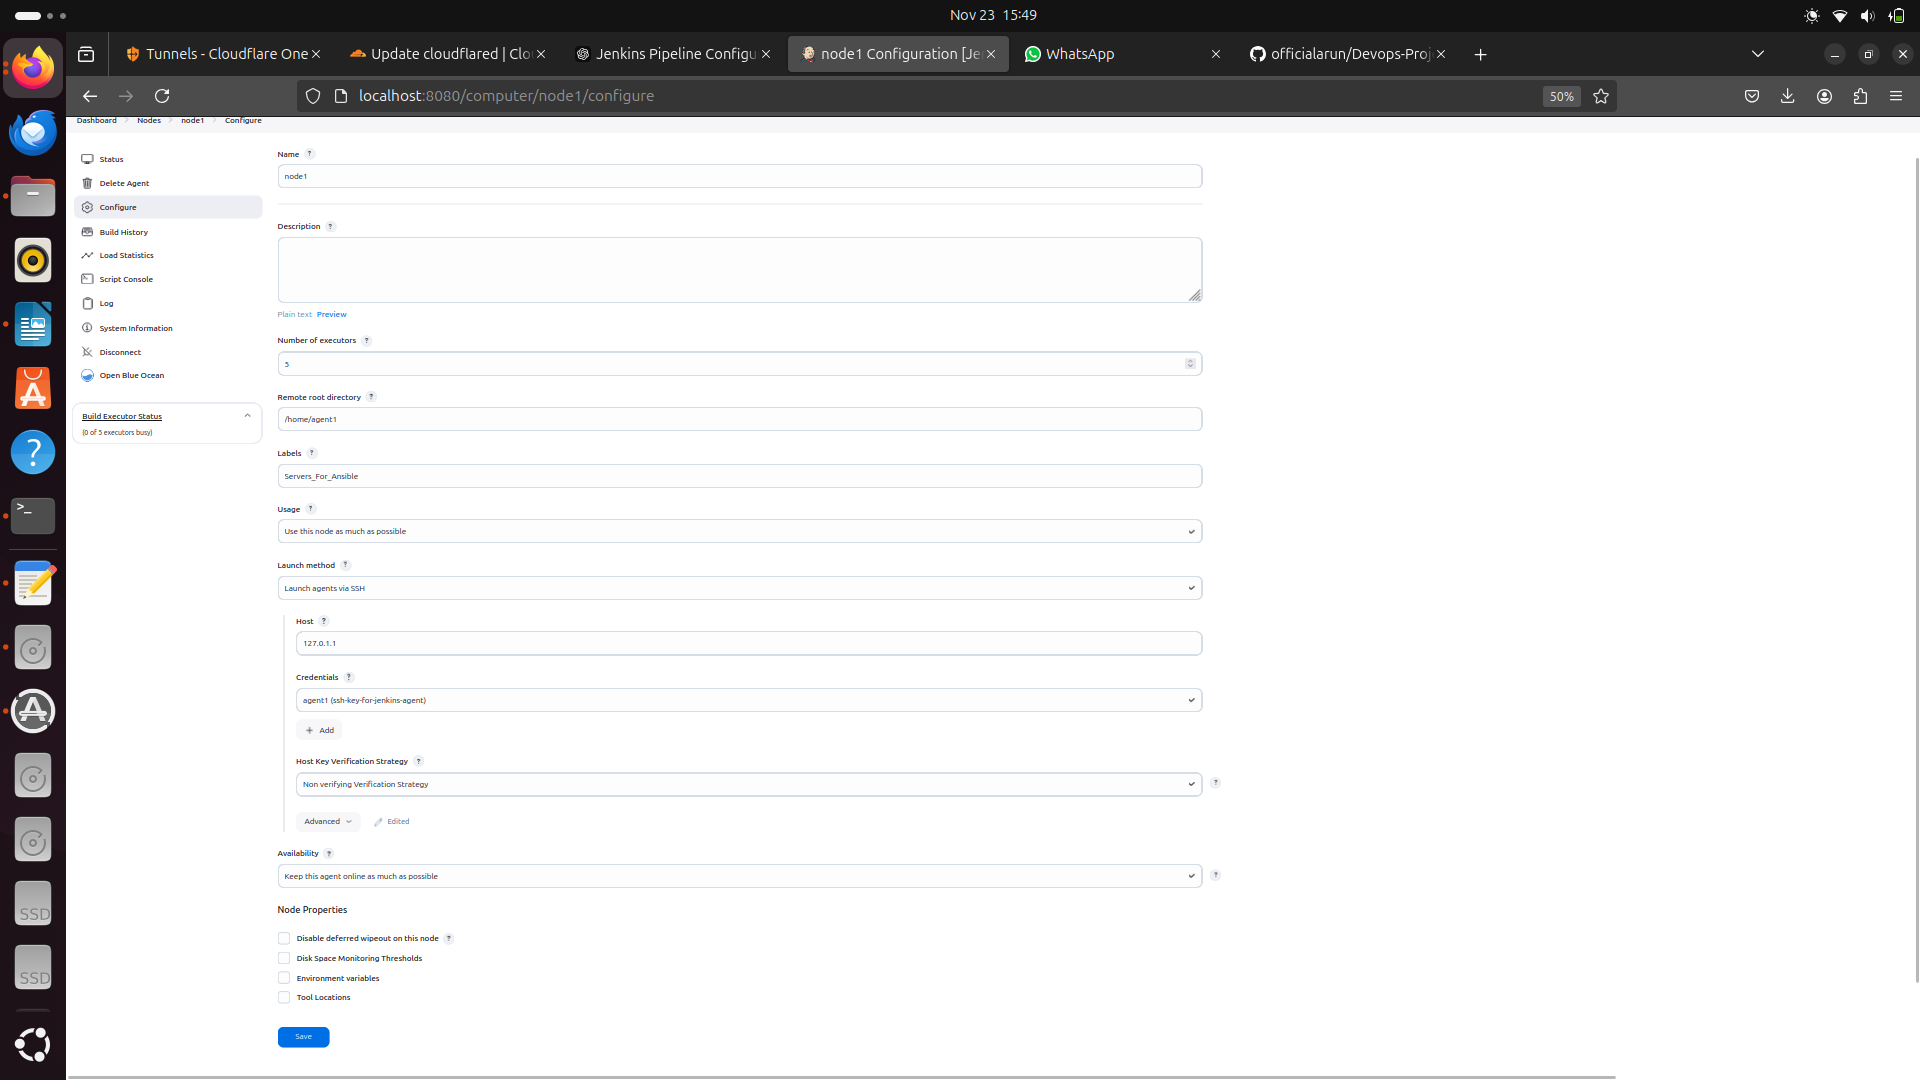 Nov 23 15:49
Tunnels - Cloudflare One
Update cloudflared | Clo
Jenkins Pipeline Configu
node1 Configuration [Je
WhatsApp
officialarun/Devops-Proj
localhost:8080/computer/node1/configure
50%
Dashboard
Nodes
node1
Configure
Status
Delete Agent
Configure
Build History
Load Statistics
Script Console
Log
System Information
Disconnect
Open Blue Ocean
Build Executor Status
(0 of 5 executors busy)
Name ?
node1
Description ?
Plain text Preview
Number of executors ?
5
Remote root directory ?
/home/agent1
Labels ?
Servers_For_Ansible
Usage ?
Use this node as much as possible
Launch method ?
Launch agents via SSH
Host ?
127.0.1.1
Credentials ?
agent1 (ssh-key-for-jenkins-agent)
+ Add
Host Key Verification Strategy ?
Non verifying Verification Strategy
?
Advanced
Edited
Availability ?
Keep this agent online as much as possible
?
Node Properties
Disable deferred wipeout on this node ?
Disk Space Monitoring Thresholds
Environment variables
Tool Locations
Save
?
>_
A
SSD
SSD